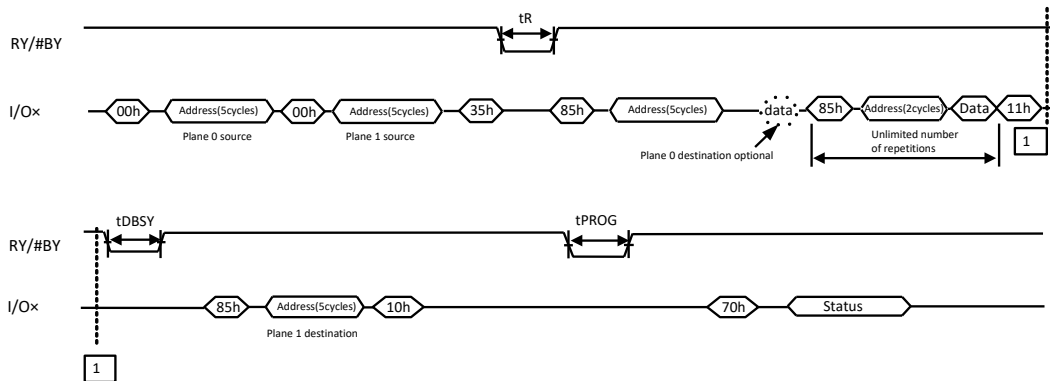 tR
RY/#BY
I/O×
00h
Address(5cycles)
00h
Address(5cycles)
35h
85h
Address(5cycles)
data
85h
Address(2cycles)
Data
11h
Plane 0 source
Plane 1 source
Plane 0 destination optional
Unlimited number
of repetitions
1
tDBSY
tPROG
RY/#BY
I/O×
85h
Address(5cycles)
10h
70h
Status
Plane 1 destination
1